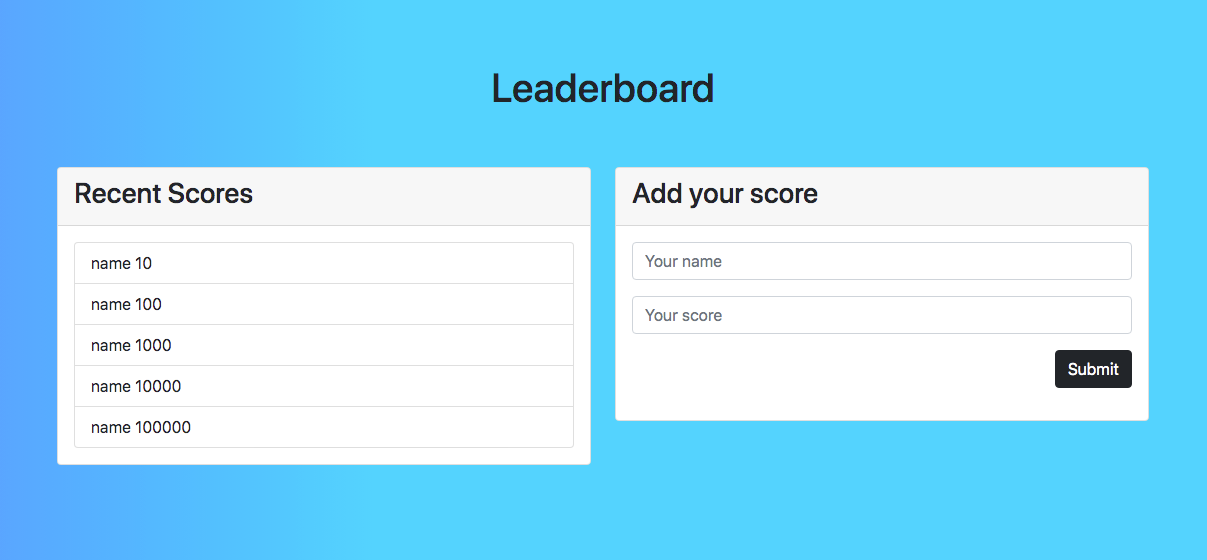 Leaderboard
Recent Scores
name 10
name 100
name 1000
name 10000
name 100000
Add your score
Your name
Your score
Submit